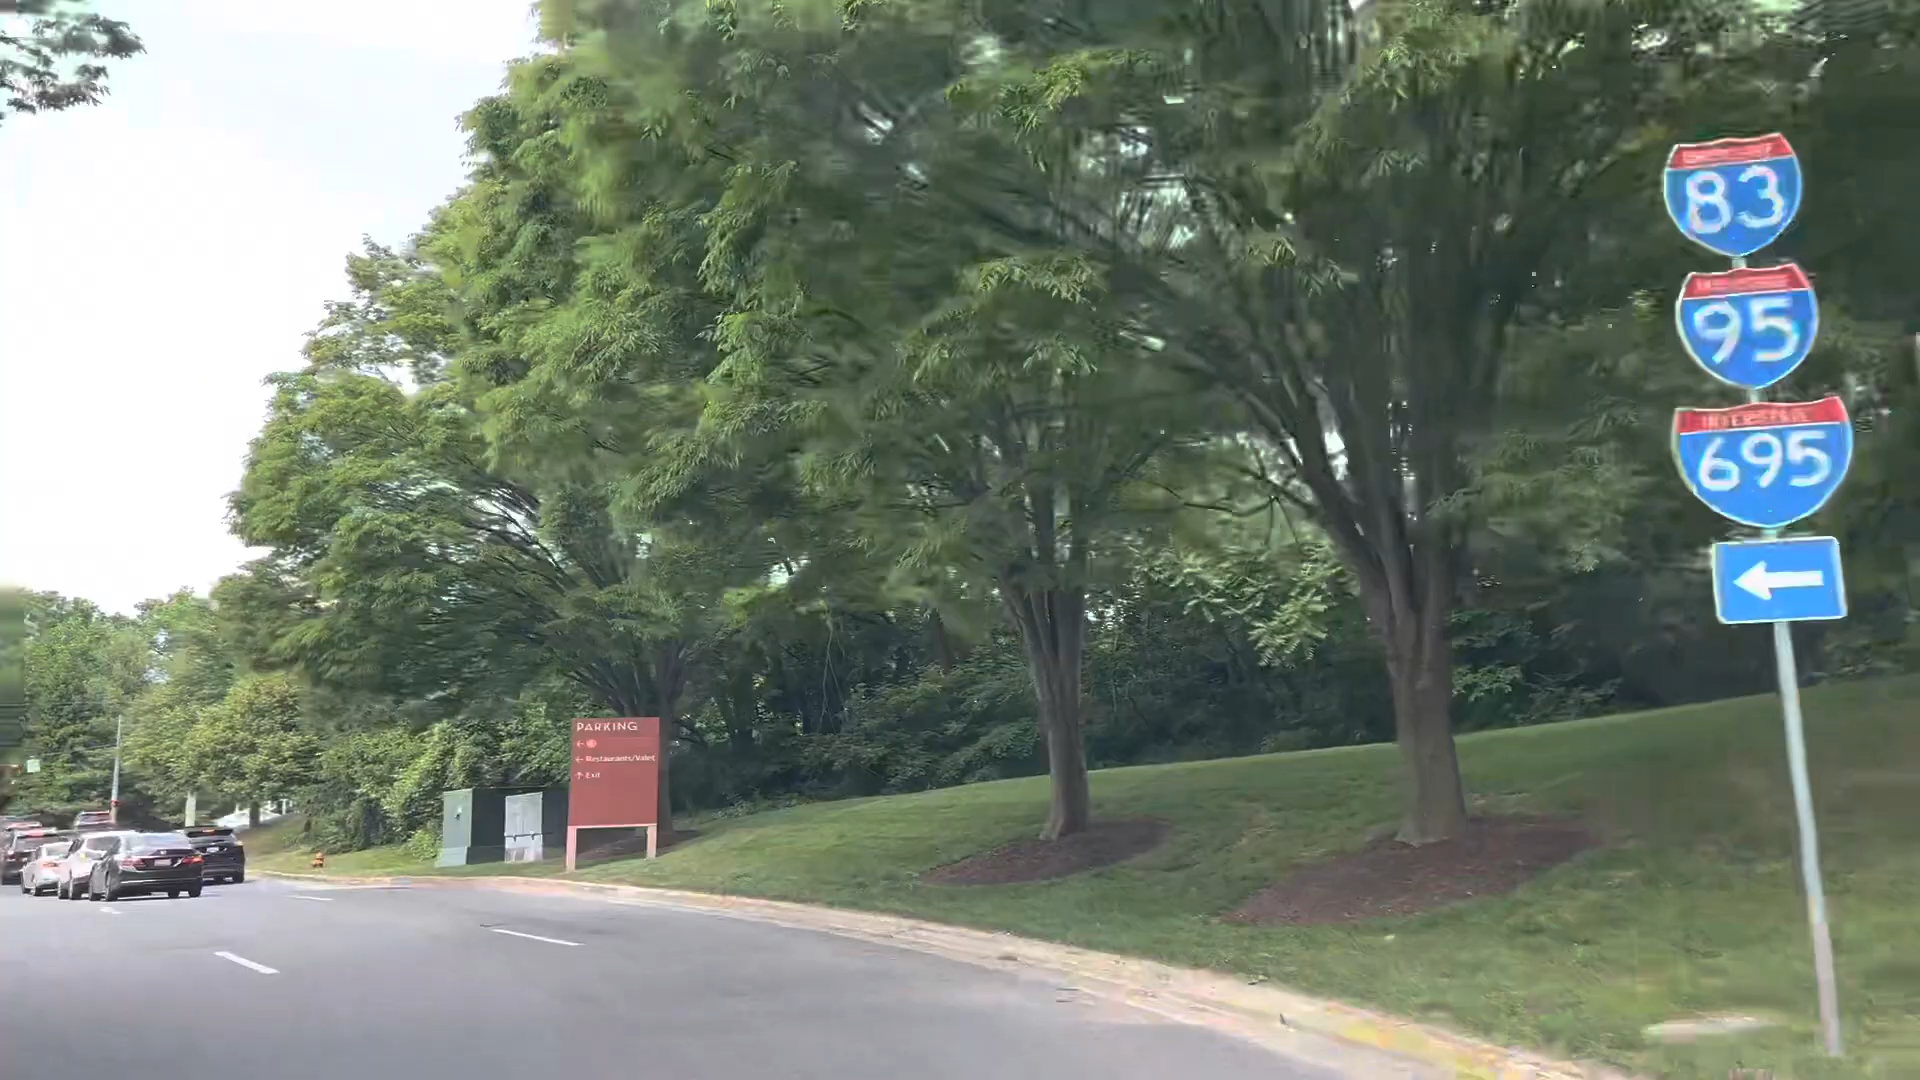 83
95
INTERSTATE
695
PARKING
←
← Restaurants/Valet
↑ Exit